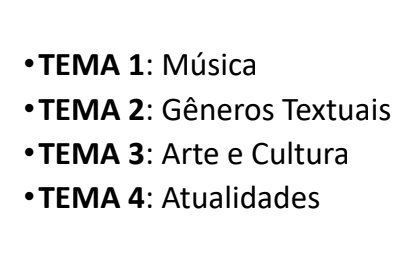 •TEMA 1: Música
•TEMA 2: Gêneros Textuais
•TEMA 3: Arte e Cultura
•TEMA 4: Atualidades